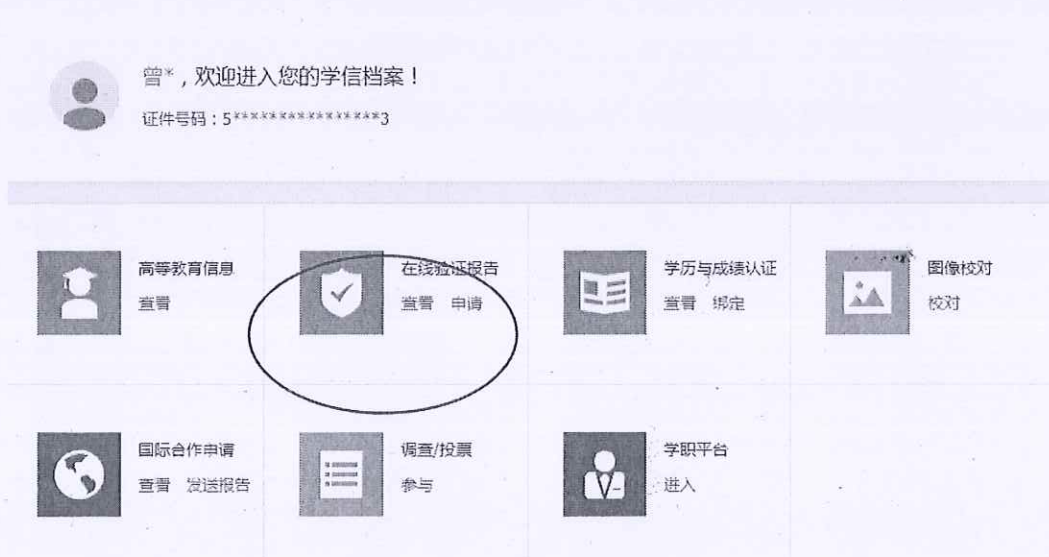 曾*，欢迎进入您的学信档案！
证件号码：5****************3
高等教育信息
查看
在线验证报告
查看 申请
学历与成绩认证
查看 绑定
图像校对
校对
国际合作申请
查看 发送报告
调查/投票
参与
学职平台
进入